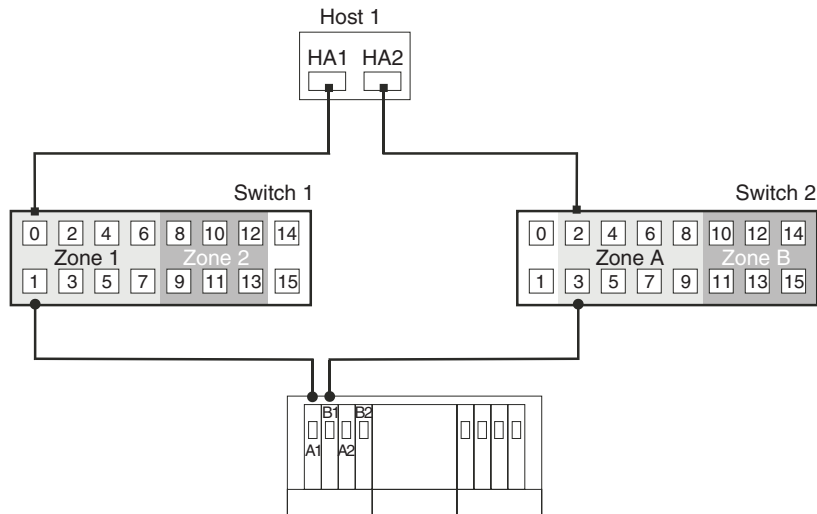 Host 1
HA1 HA2
Switch 1
0 2 4 6 8 10 12 14
Zone 1 Zone 2
1 3 5 7 9 11 13 15
Switch 2
0 2 4 6 8 10 12 14
Zone A Zone B
1 3 5 7 9 11 13 15
B1 B2
A1 A2